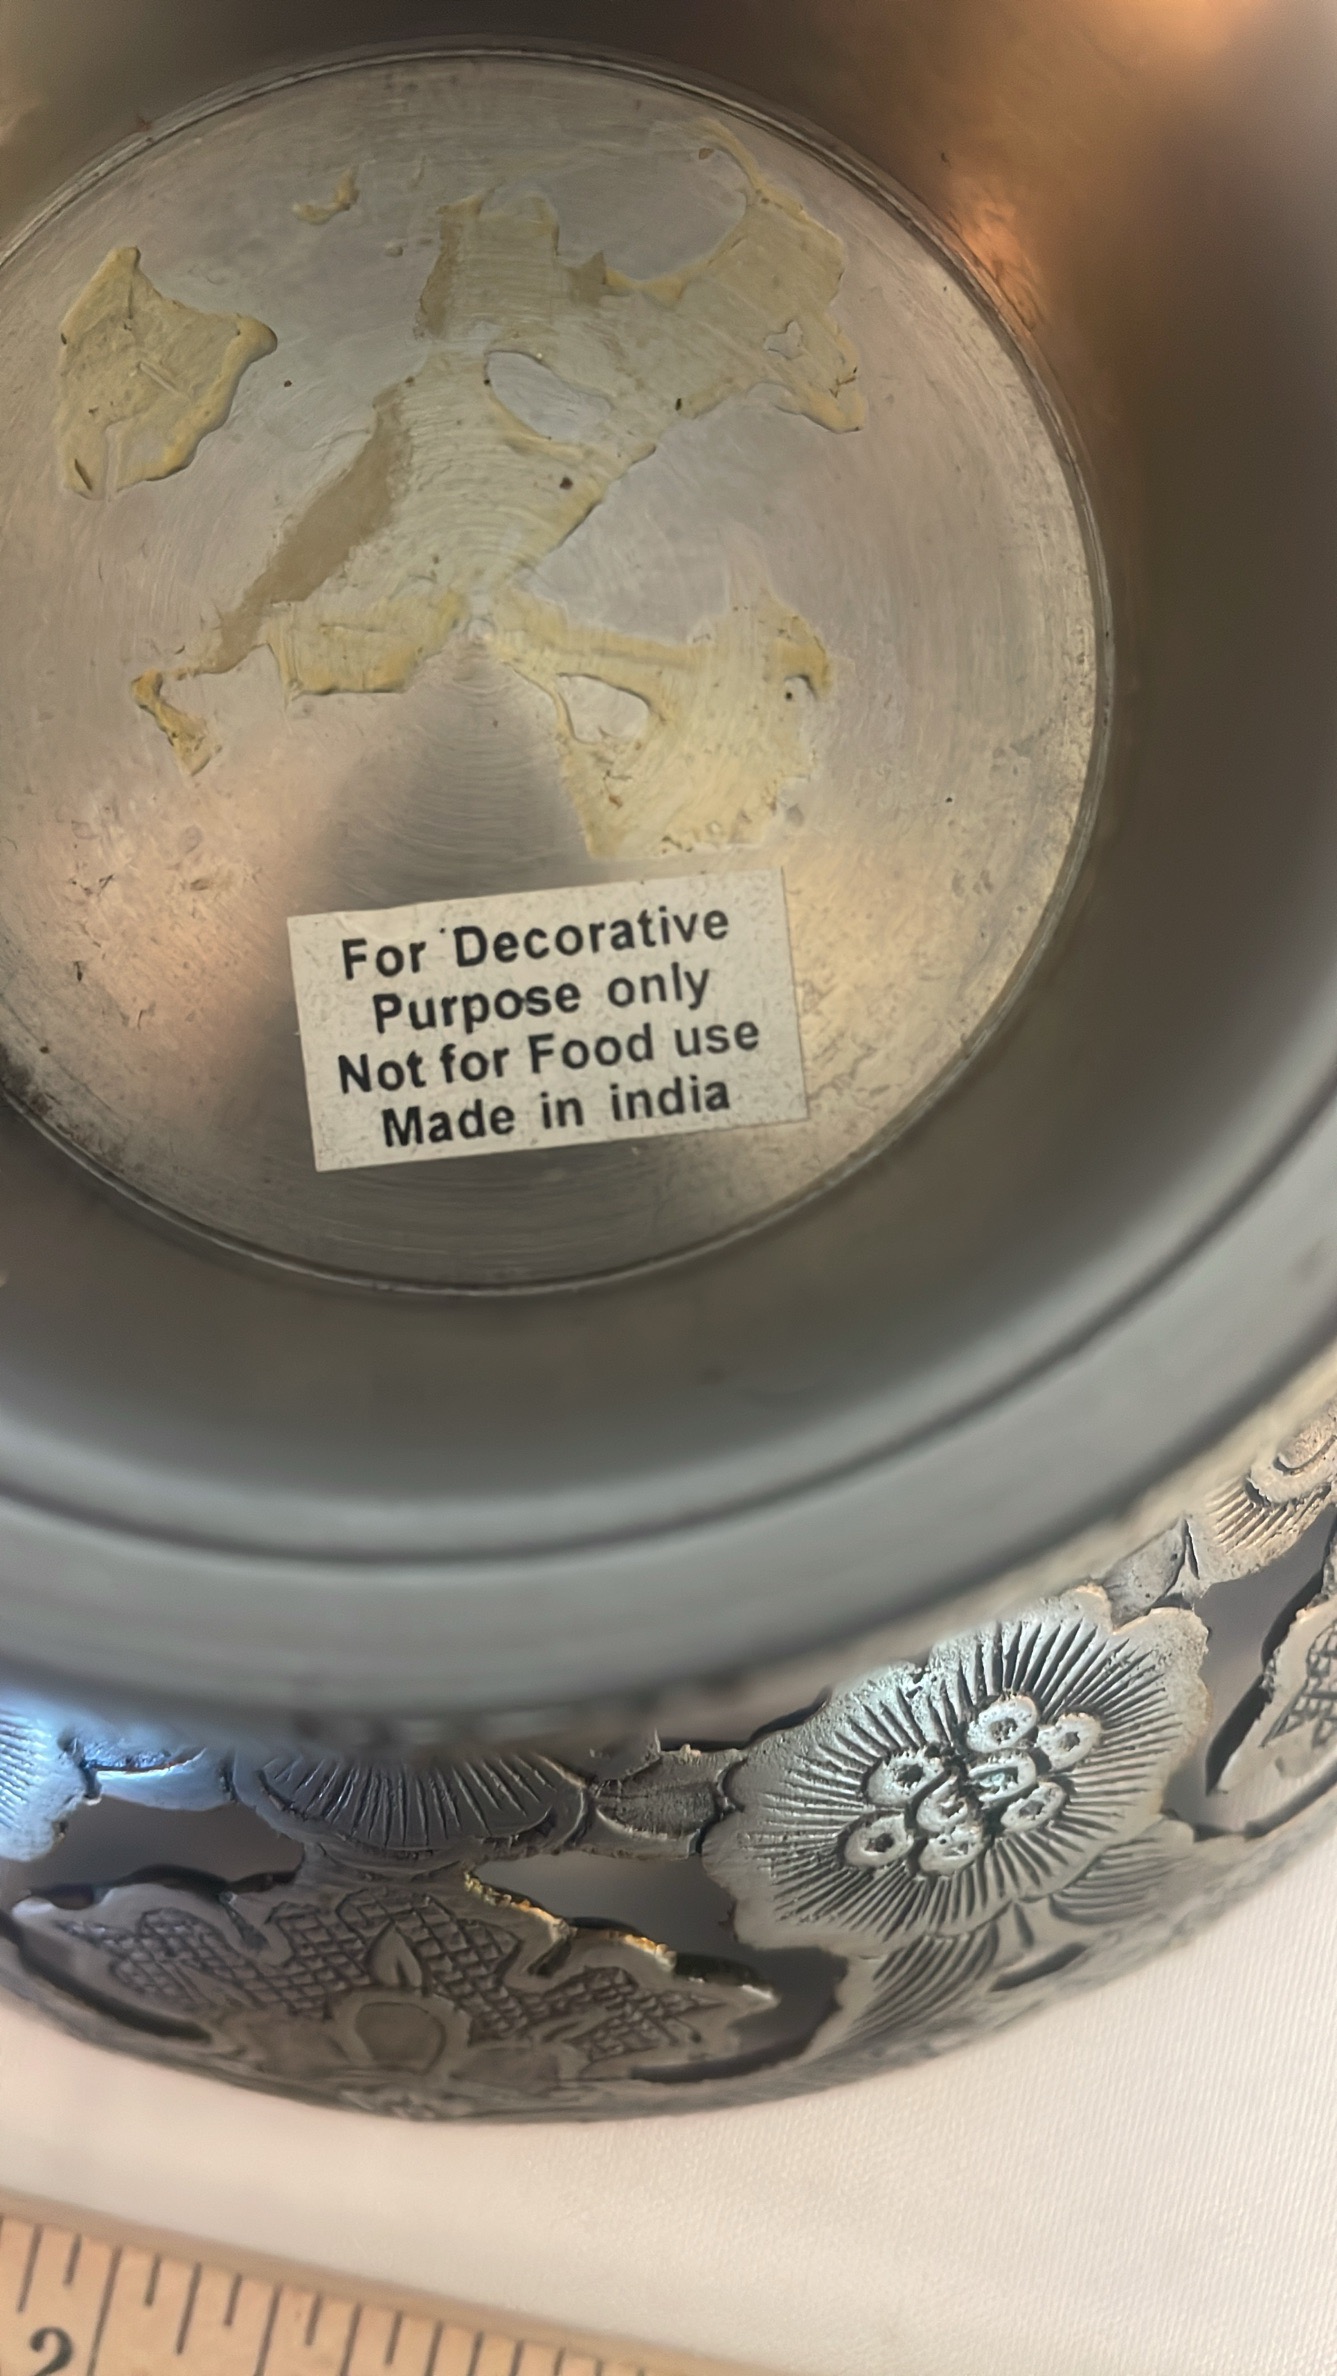 For Decorative
Purpose only
Not for Food use
Made in india
2